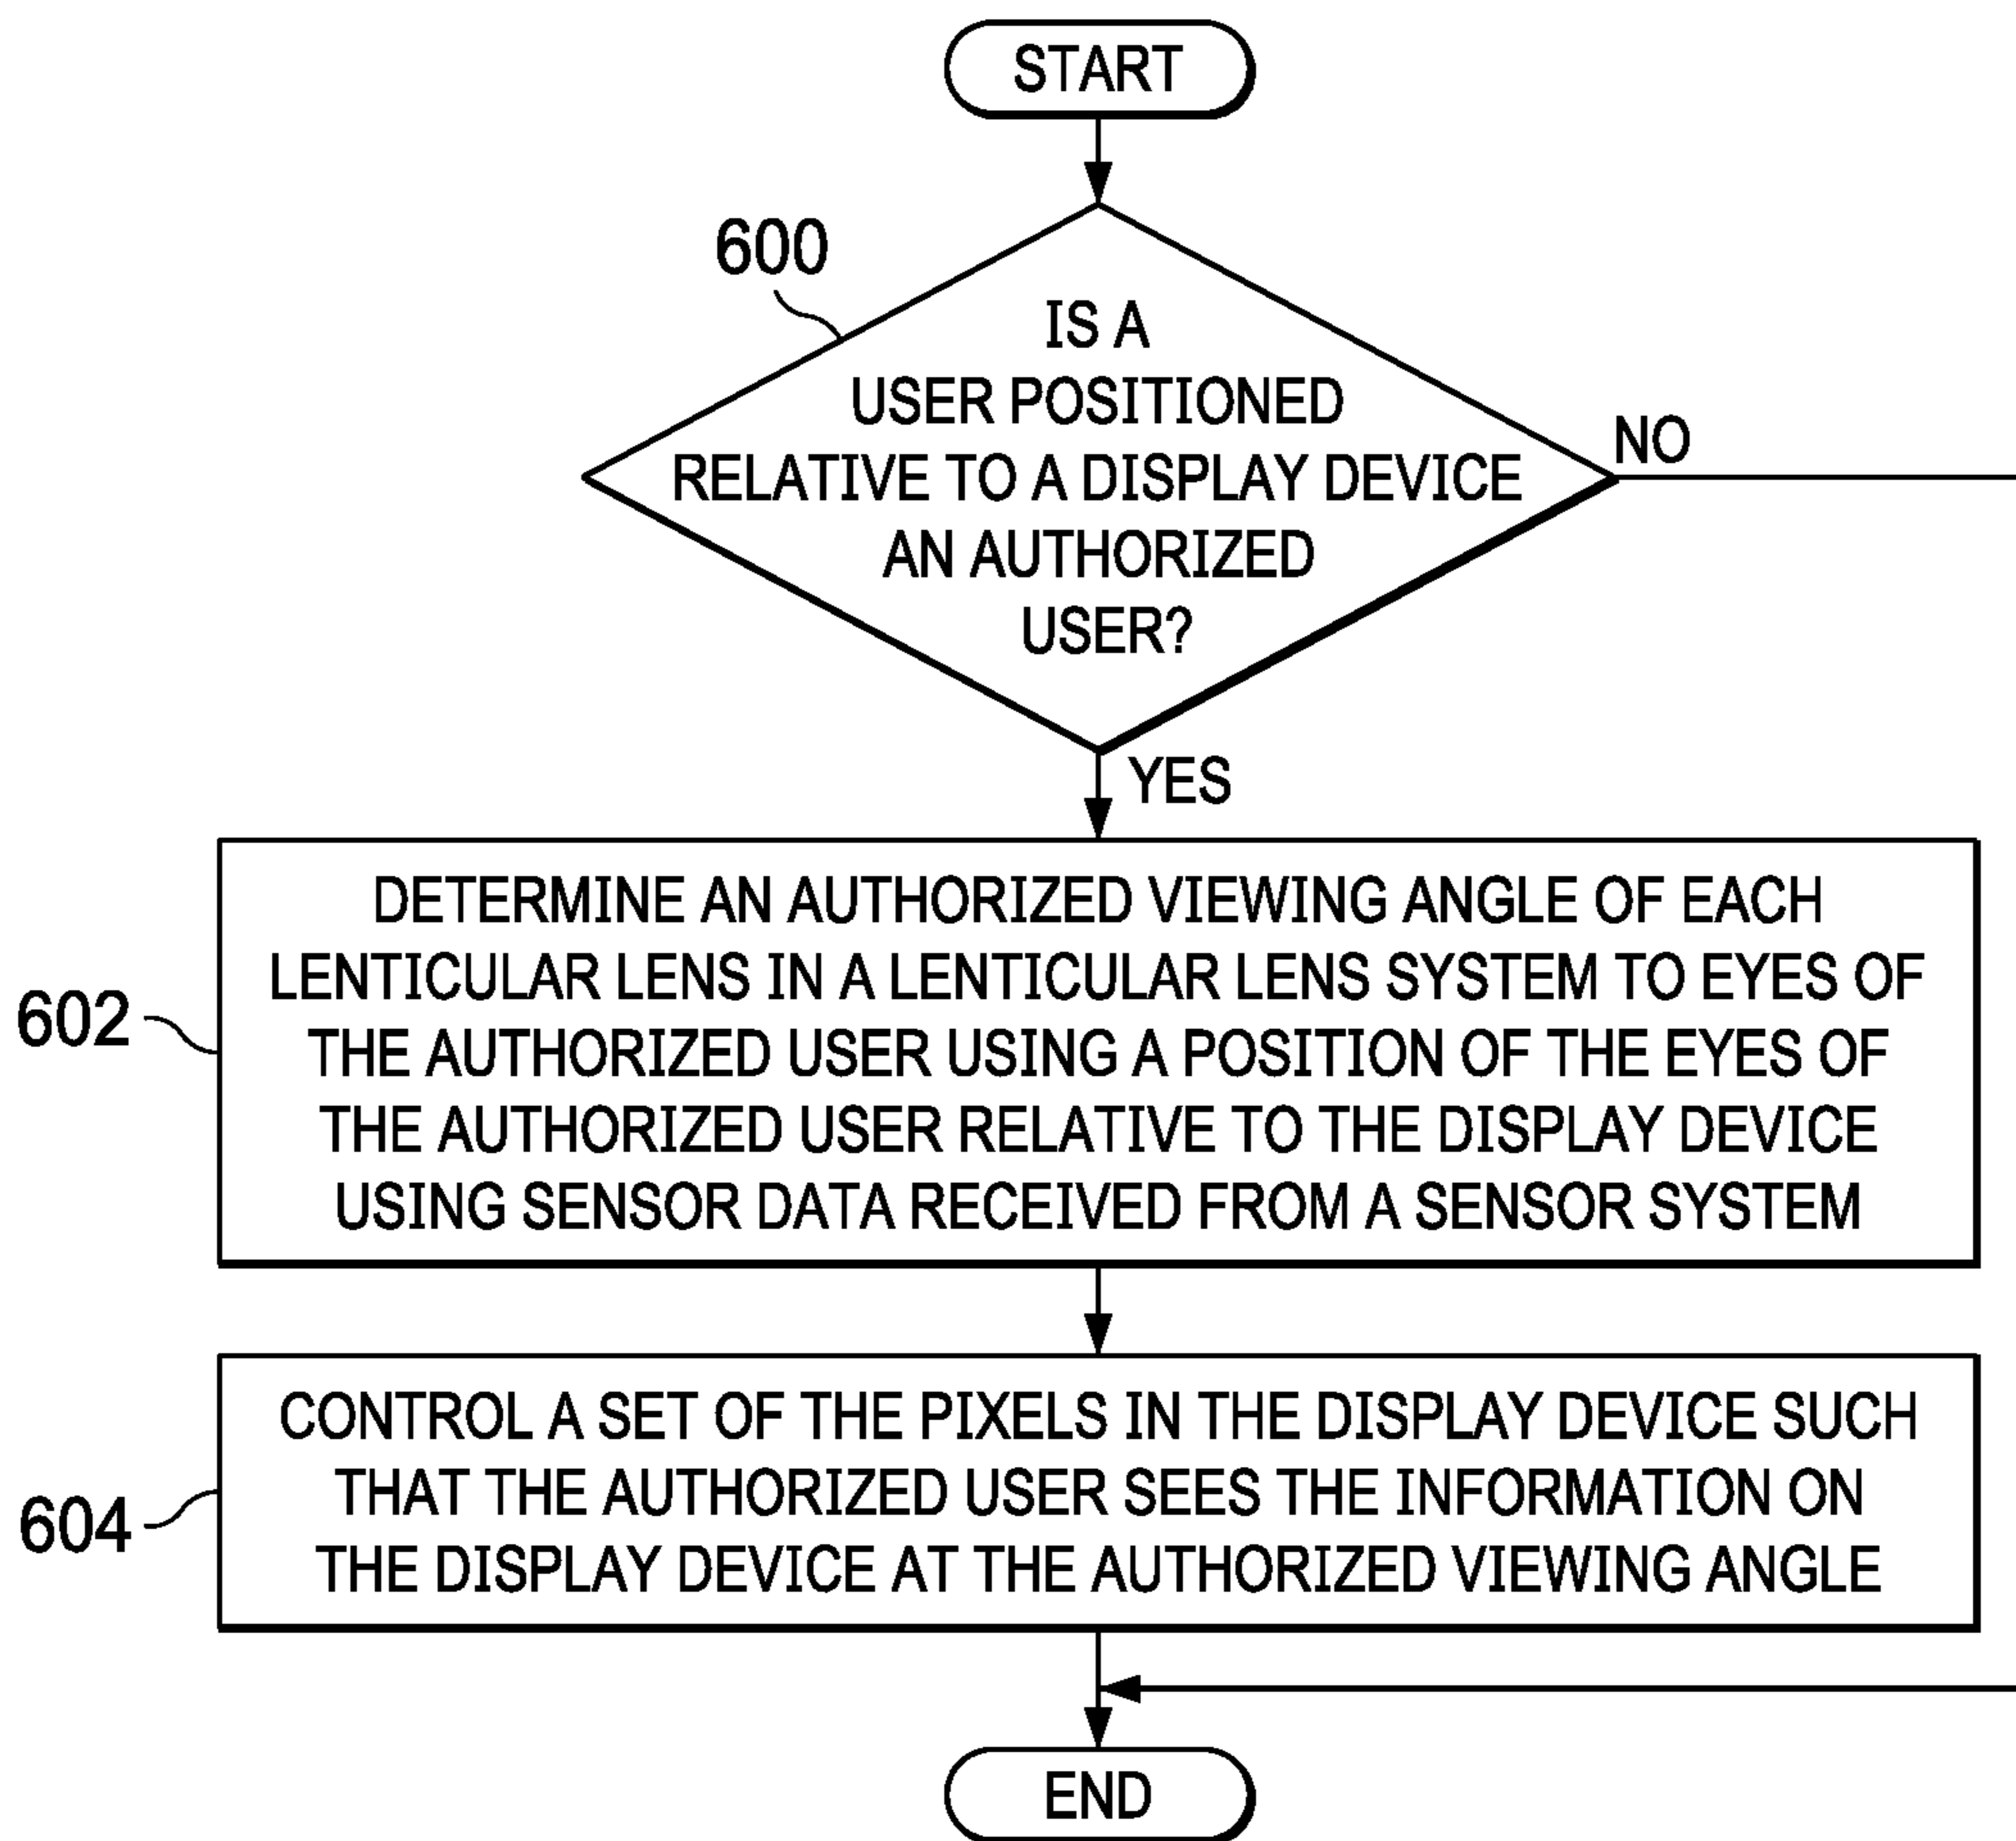 START
600
IS A
USER POSITIONED
RELATIVE TO A DISPLAY DEVICE
AN AUTHORIZED
USER?
NO
YES
602
DETERMINE AN AUTHORIZED VIEWING ANGLE OF EACH
LENTICULAR LENS IN A LENTICULAR LENS SYSTEM TO EYES OF
THE AUTHORIZED USER USING A POSITION OF THE EYES OF
THE AUTHORIZED USER RELATIVE TO THE DISPLAY DEVICE
USING SENSOR DATA RECEIVED FROM A SENSOR SYSTEM
604
CONTROL A SET OF THE PIXELS IN THE DISPLAY DEVICE SUCH
THAT THE AUTHORIZED USER SEES THE INFORMATION ON
THE DISPLAY DEVICE AT THE AUTHORIZED VIEWING ANGLE
END